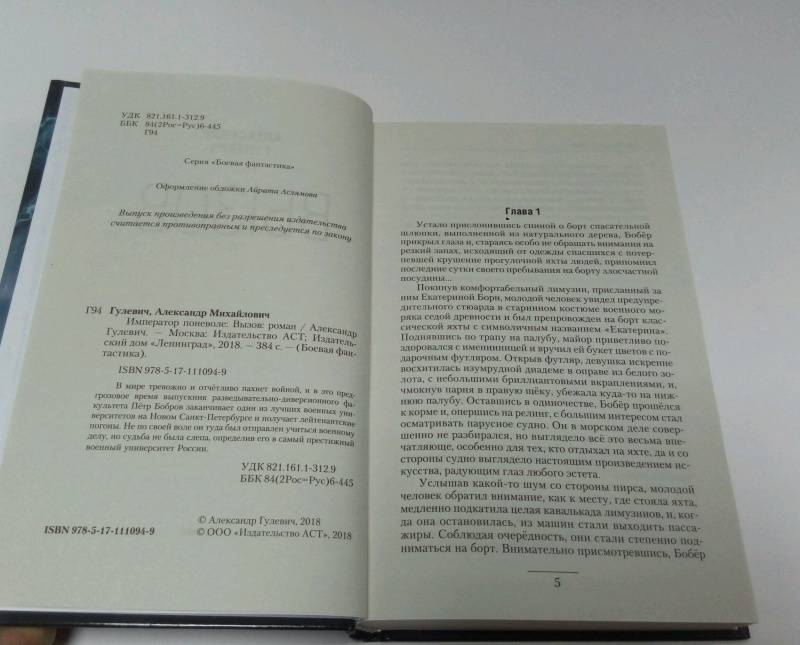 УДК 821.161.1-312.9
ББК 84(2Рос=Рус)6-445
Г94
Серия «Боевая фантастика»
Оформление обложки Айрата Аслямова
Выпуск произведения без разрешения издательства
считается противоправным и преследуется по закону
Г94 Гулевич, Александр Михайлович
Император поневоле: Вызов: роман / Александр
Гулевич. — Москва: Издательство АСТ; Издатель-
ский дом «Ленинград», 2018. — 384 с. — (Боевая фан-
тастика).
ISBN 978-5-17-111094-9
В мире тревожно и отчётливо пахнет войной, и в это пред-
грозовое время выпускник разведывательно-диверсионного фа-
культета Пётр Бобров заканчивает один из лучших военных уни-
верситетов на Новом Санкт-Петербурге и получает лейтенантские
погоны. Не по своей воле он туда был отправлен учиться военному
делу, но судьба не была слепа, определив его в самый престижный
военный университет России.
УДК 821.161.1-312.9
ББК 84(2Рос=Рус)6-445
© Александр Гулевич, 2018
ISBN 978-5-17-111094-9 © ООО «Издательство АСТ», 2018
Глава 1
Устало прислонившись спиной о борт спасательной
шлюпки, выполненной из натурального дерева, Бобёр
прикрыл глаза и, стараясь особо не обращать внимания на
резкий запах, исходящий от одежды спасшихся с потер-
певшей крушение прогулочной яхты людей, припомнил
последние сутки своего пребывания на борту злосчастной
посудины...
Покинув комфортабельный лимузин, присланный за
ним Екатериной Борн, молодой человек увидел предупре-
дительного стюарда в старинном костюме военного моря-
ка седой древности и был препровождён на борт клас-
сической яхты с символичным названием «Екатерина».
Поднявшись по трапу на палубу, майор приветливо поз-
доровался с именинницей и вручил ей букет цветов с по-
дарочным футляром. Открыв футляр, девушка искренне
восхитилась изумрудной диадеме в оправе из белого зо-
лота, с небольшими бриллиантовыми вкраплениями, и,
чмокнув парня в правую щёку, убежала куда-то на ниж-
нюю палубу. Оставшись в одиночестве, Бобёр прошёлся
к корме и, опершись на релинг, с большим интересом стал
осматривать парусное судно. Он в морском деле совер-
шенно не разбирался, но выглядело всё это весьма впе-
чатляюще, особенно для тех, кто отдыхал на яхте, да и со
стороны судно выглядело настоящим произведением ис-
кусства, радующим глаз любого эстета.
Услышав какой-то шум со стороны пирса, молодой
человек обратил внимание, как к месту, где стояла яхта,
медленно подкатила целая кавалькада лимузинов, и, ког-
да она остановилась, из машин стали выходить пасса-
жиры. Соблюдая очерёдность, они стали степенно под-
ниматься на борт. Внимательно присмотревшись, Бобёр
5